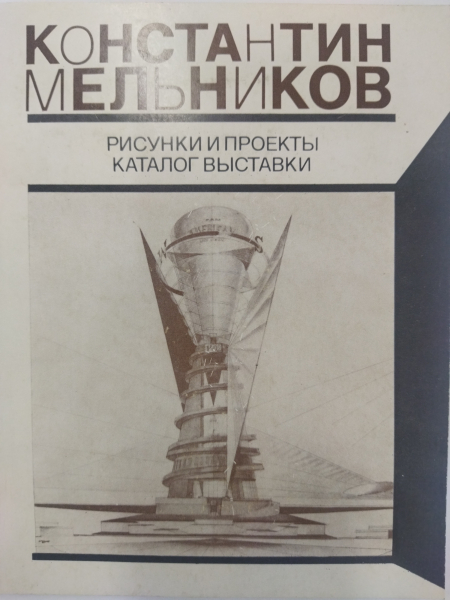 КОНСТАНТИН
МЕЛЬНИКОВ
РИСУНКИ И ПРОЕКТЫ
КАТАЛОГ ВЫСТАВКИ